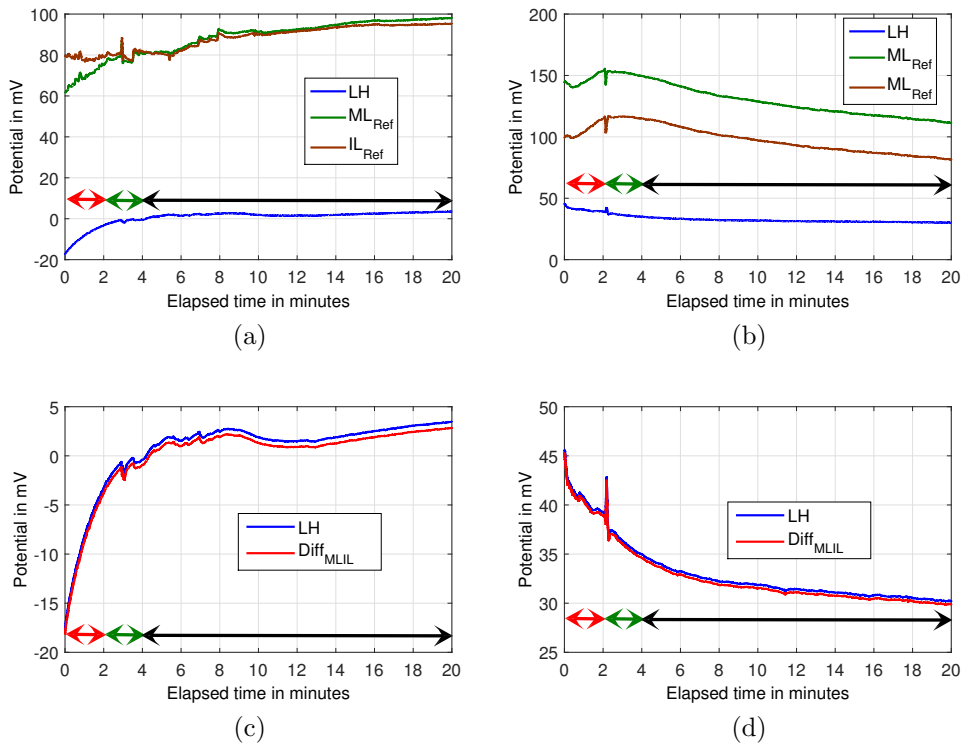 Potential in mV
100
80
60
40
20
0
-20
LH
ML_Ref
IL_Ref
0 2 4 6 8 10 12 14 16 18 20
Elapsed time in minutes
(a)
Potential in mV
200
150
100
50
0
LH
ML_Ref
ML_Ref
0 2 4 6 8 10 12 14 16 18 20
Elapsed time in minutes
(b)
Potential in mV
5
0
-5
-10
-15
-20
LH
Diff_MLIL
0 2 4 6 8 10 12 14 16 18 20
Elapsed time in minutes
(c)
Potential in mV
50
45
40
35
30
25
LH
Diff_MLIL
0 2 4 6 8 10 12 14 16 18 20
Elapsed time in minutes
(d)